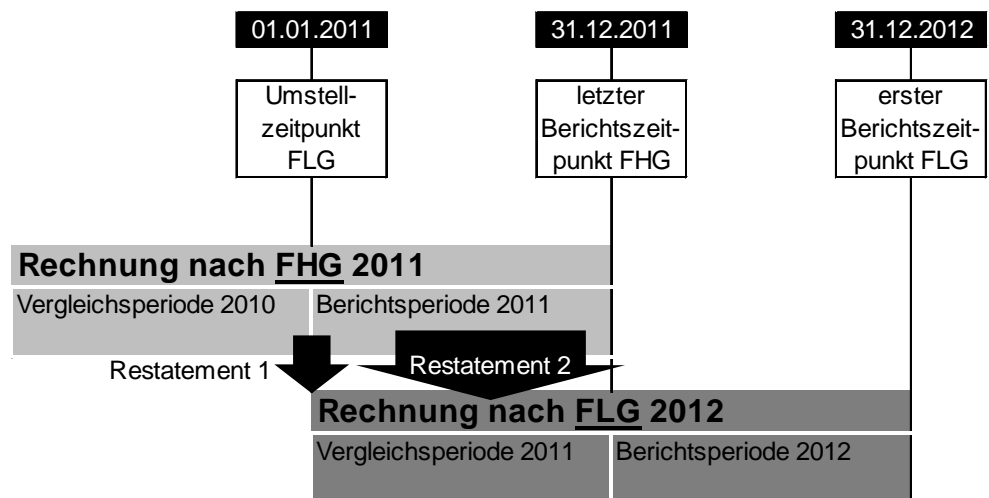 01.01.2011
31.12.2011
31.12.2012
Umstell-
zeitpunkt
FLG
letzter
Berichtszeit-
punkt FHG
erster
Berichtszeit-
punkt FLG
Rechnung nach FHG 2011
Vergleichsperiode 2010
Berichtsperiode 2011
Restatement 1
Restatement 2
Rechnung nach FLG 2012
Vergleichsperiode 2011
Berichtsperiode 2012